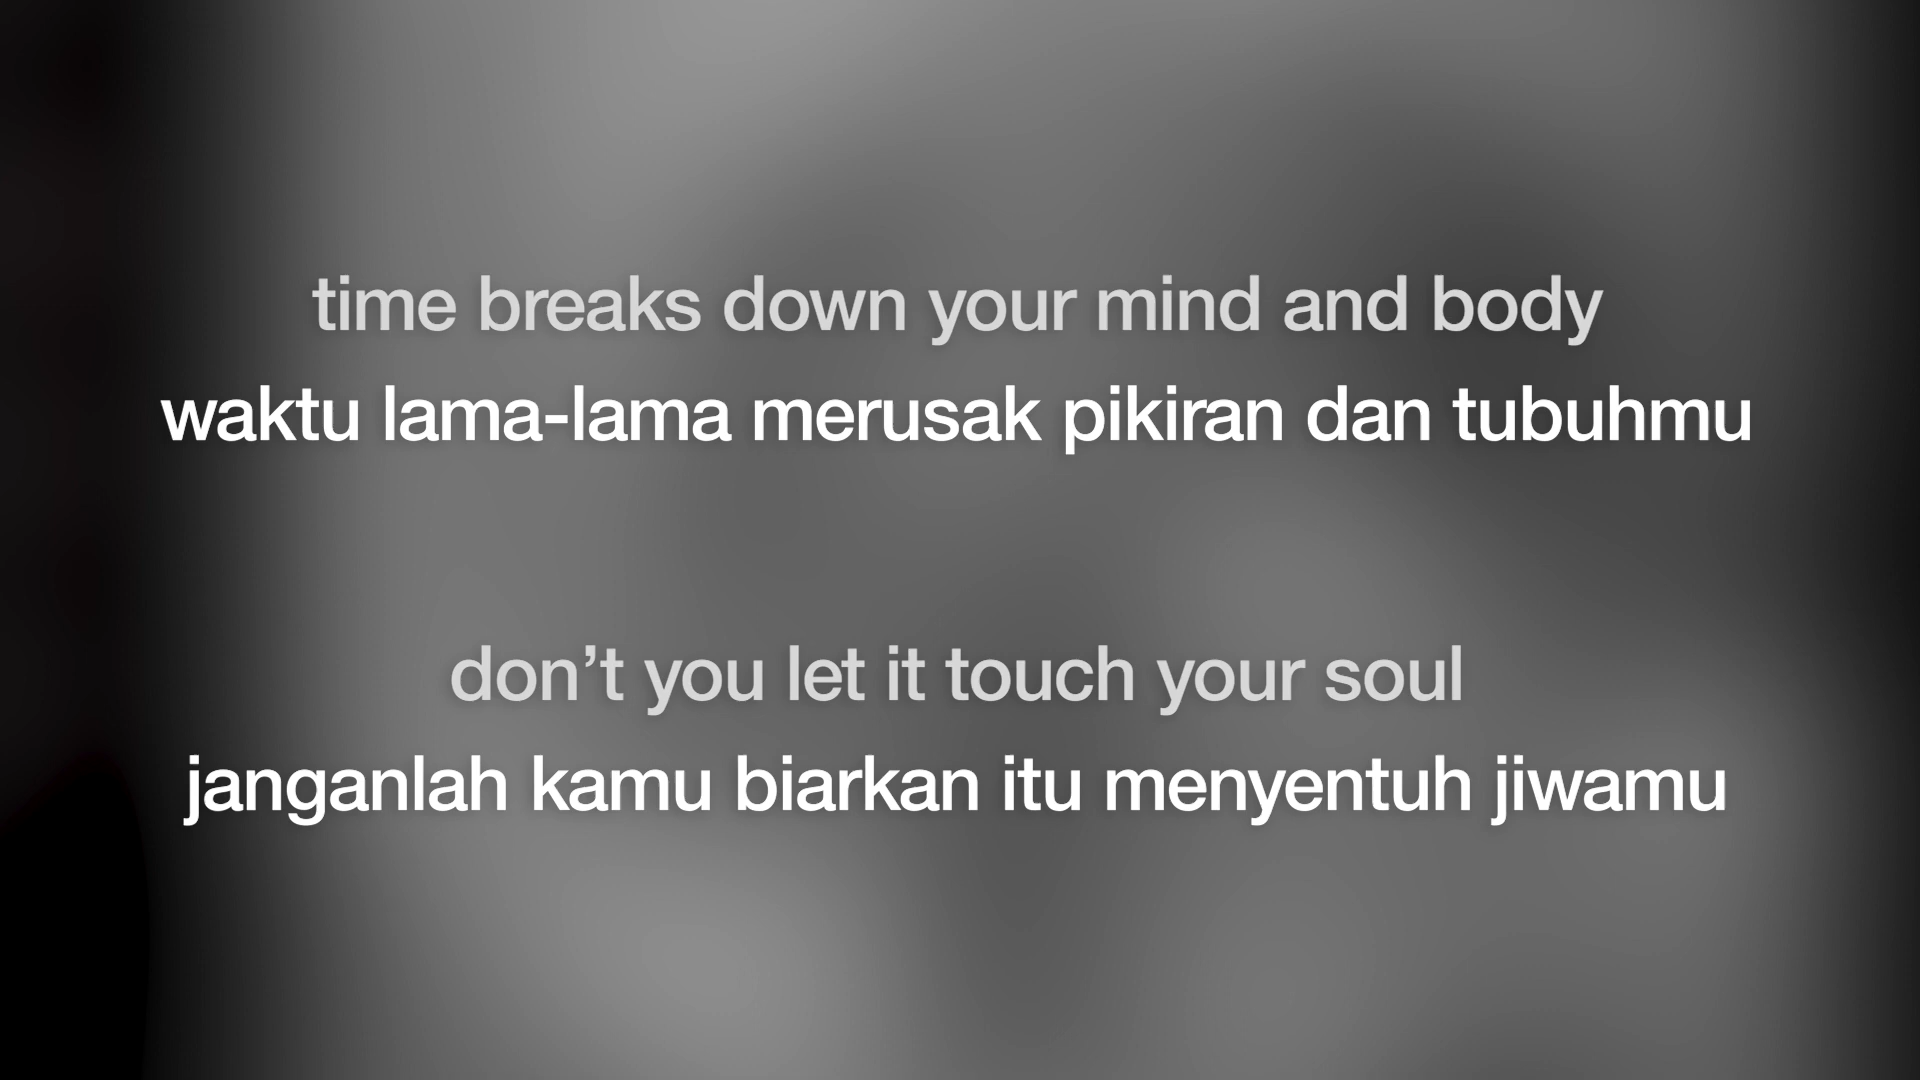 time breaks down your mind and body
waktu lama-lama merusak pikiran dan tubuhmu
don’t you let it touch your soul
janganlah kamu biarkan itu menyentuh jiwamu